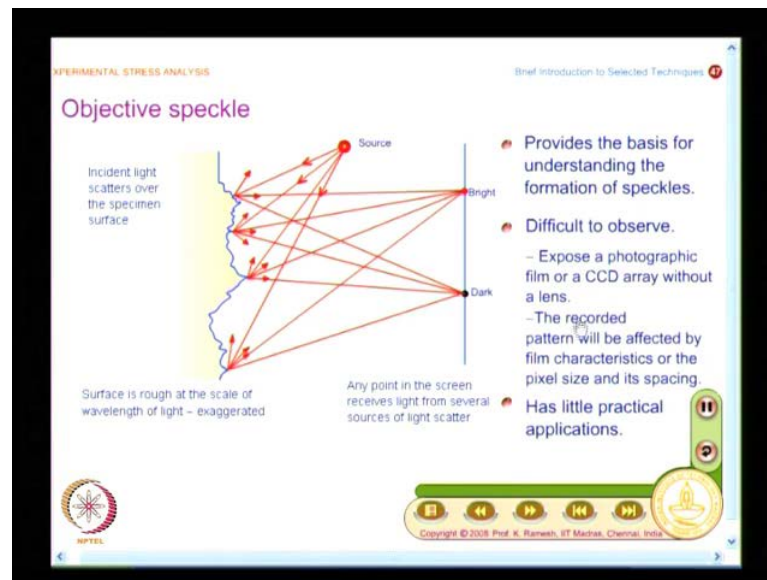 XPERIMENTAL STRESS ANALYSIS
Brief Introduction to Selected Techniques 47
Objective speckle
Source
Incident light
scatters over
the specimen
surface
Bright
Dark
Surface is rough at the scale of
wavelength of light – exaggerated
Any point in the screen
receives light from several
sources of light scatter
Provides the basis for
understanding the
formation of speckles.
Difficult to observe.
– Expose a photographic
film or a CCD array without
a lens.
–The recorded
pattern will be affected by
film characteristics or the
pixel size and its spacing.
Has little practical
applications.
NPTEL
Copyright © 2008 Prof. K. Ramesh, IIT Madras, Chennai, India